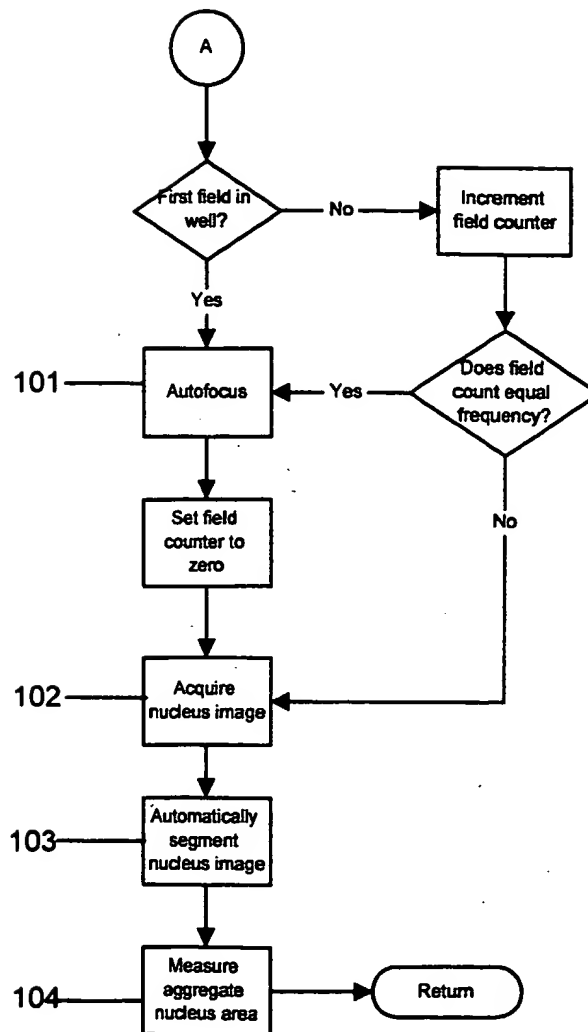 A
First field in
well?
No
Increment
field counter
Yes
101
Autofocus
Yes
Does field
count equal
frequency?
Set field
counter to
zero
No
102
Acquire
nucleus image
103
Automatically
segment
nucleus image
104
Measure
aggregate
nucleus area
Return